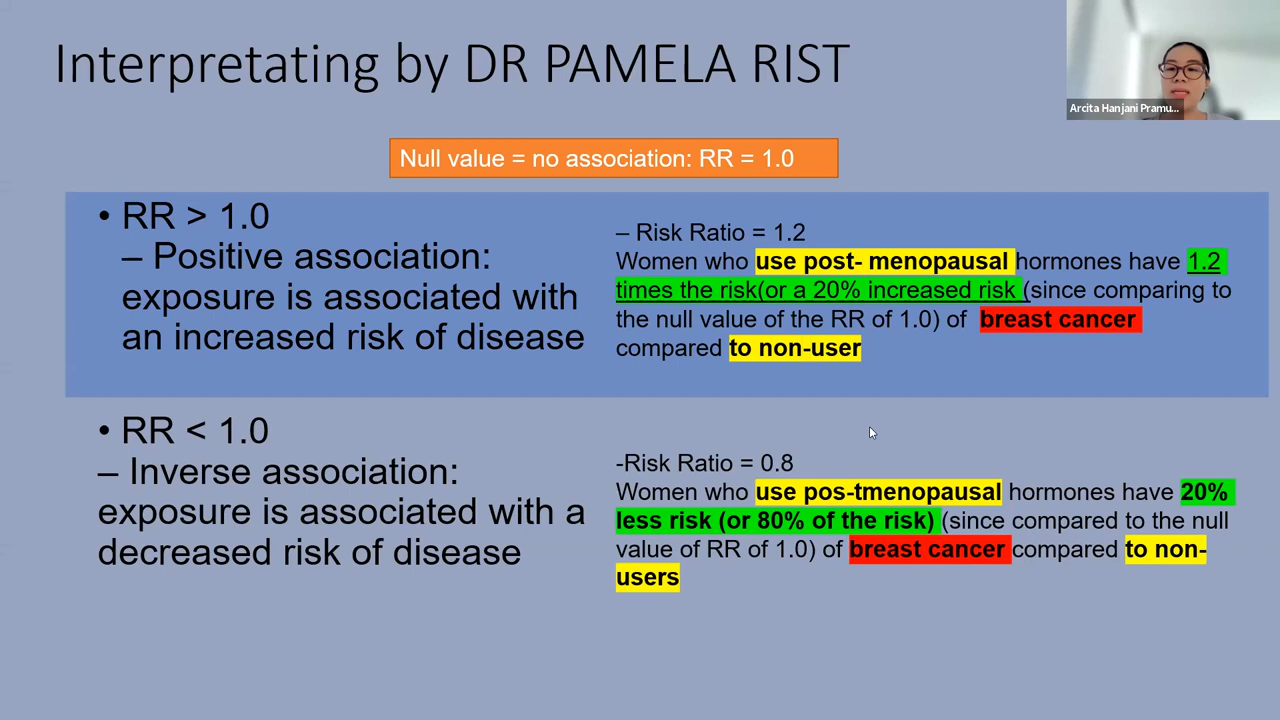 Interpretating by DR PAMELA RIST
Arcita Hanjani Pramu...
Null value = no association: RR = 1.0
• RR > 1.0
– Positive association:
exposure is associated with
an increased risk of disease
– Risk Ratio = 1.2
Women who use post- menopausal hormones have 1.2
times the risk(or a 20% increased risk (since comparing to
the null value of the RR of 1.0) of breast cancer
compared to non-user
• RR < 1.0
– Inverse association:
exposure is associated with a
decreased risk of disease
-Risk Ratio = 0.8
Women who use pos-tmenopausal hormones have 20%
less risk (or 80% of the risk) (since compared to the null
value of RR of 1.0) of breast cancer compared to non-
users